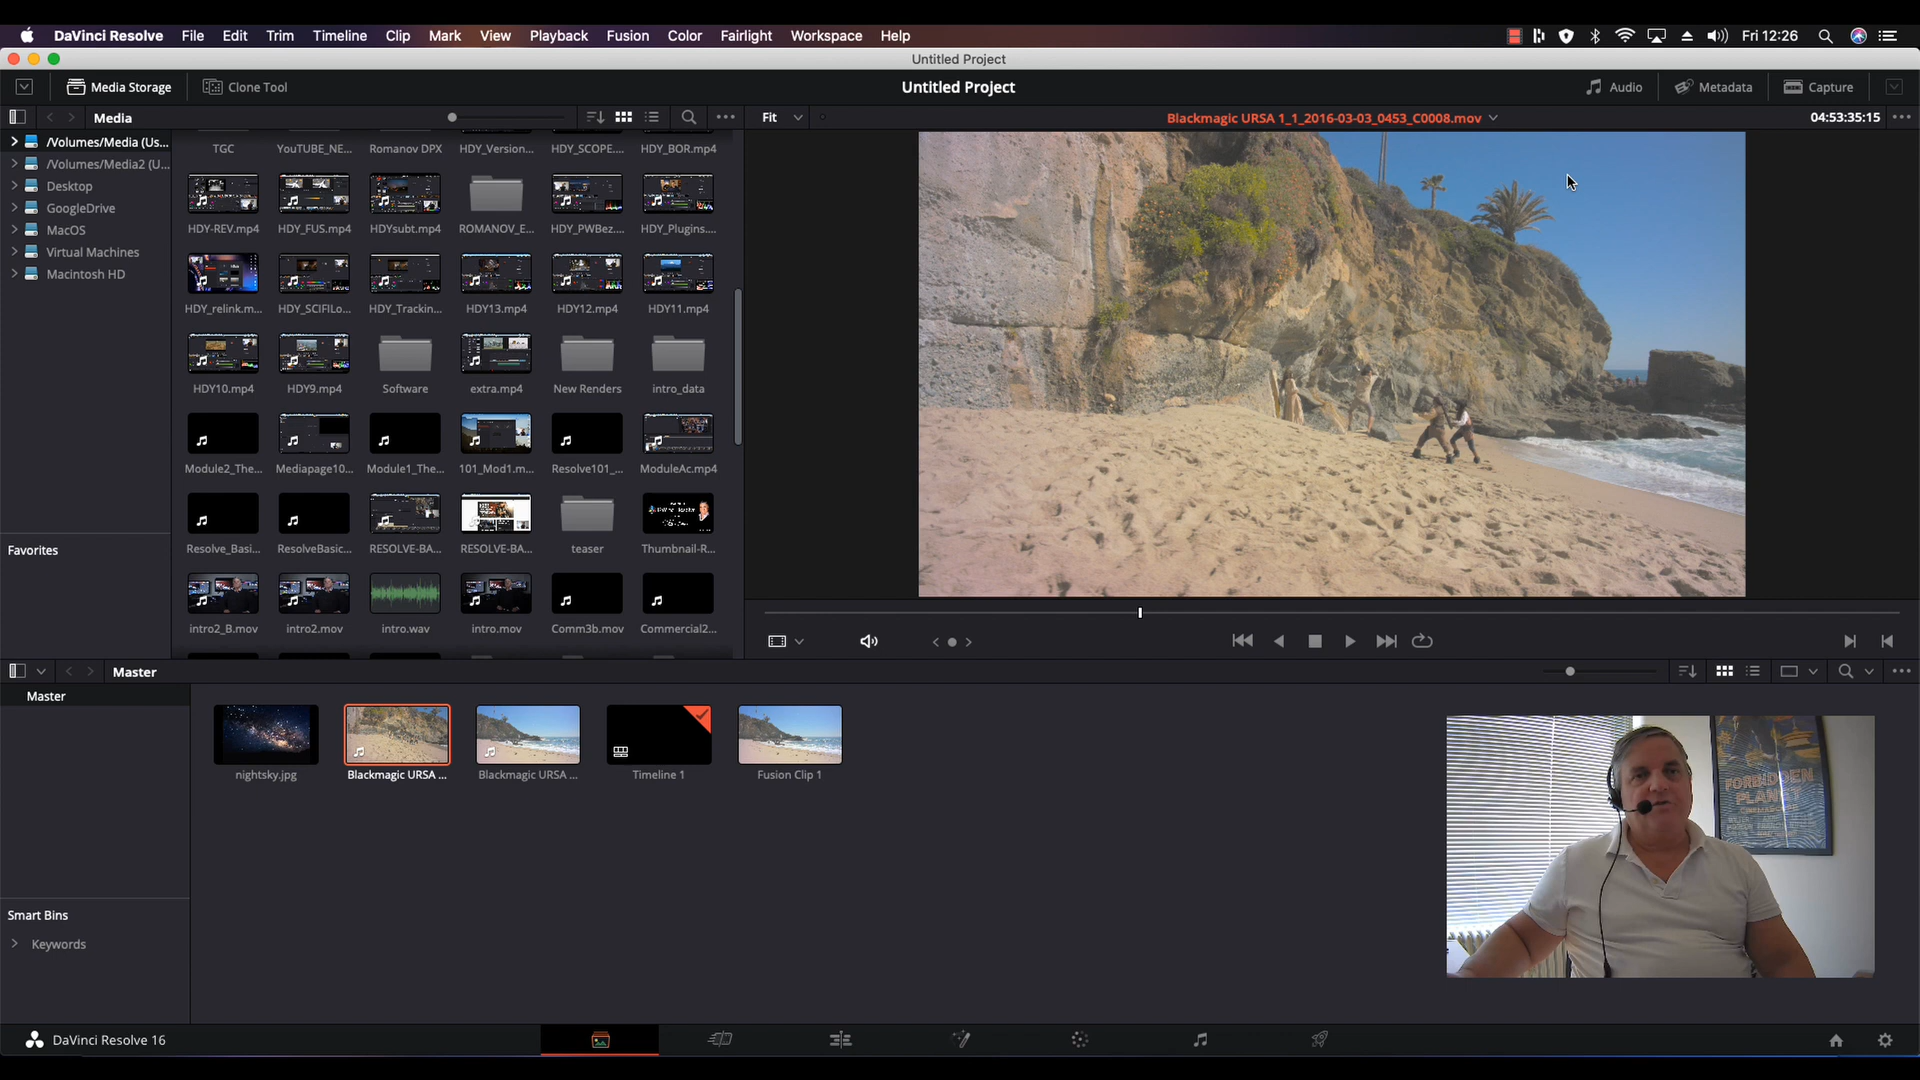 DaVinci Resolve File Edit Trim Timeline Clip Mark View Playback Fusion Color Fairlight Workspace Help
Fri 12:26
Untitled Project
Media Storage
Clone Tool
Untitled Project
Audio
Metadata
Capture
Media
Fit
Blackmagic URSA 1_1_2016-03-03_0453_C0008.mov
04:53:35:15
/Volumes/Media (Us...
/Volumes/Media2 (U...
Desktop
GoogleDrive
MacOS
Virtual Machines
Macintosh HD
Favorites
TGC YouTUBE_NE... Romanov DPX HDY_Version... HDY_SCOPE.... HDY_BOR.mp4
HDY-REV.mp4 HDY_FUS.mp4 HDYsubt.mp4 ROMANOV_E... HDY_PWBez.... HDY_Plugins....
HDY_relink.m... HDY_SCIFILo... HDY_Trackin... HDY13.mp4 HDY12.mp4 HDY11.mp4
HDY10.mp4 HDY9.mp4 Software extra.mp4 New Renders intro_data
Module2_The... Mediapage10... Module1_The... 101_Mod1.m... Resolve101_... ModuleAc.mp4
Resolve_Basi... ResolveBasic... RESOLVE-BA... RESOLVE-BA... teaser Thumbnail-R...
intro2_B.mov intro2.mov intro.wav intro.mov Comm3b.mov Commercial2...
Master
Master
nightsky.jpg
Blackmagic URSA ...
Blackmagic URSA ...
Timeline 1
Fusion Clip 1
FORBIDDEN
PLANET
Smart Bins
Keywords
DaVinci Resolve 16